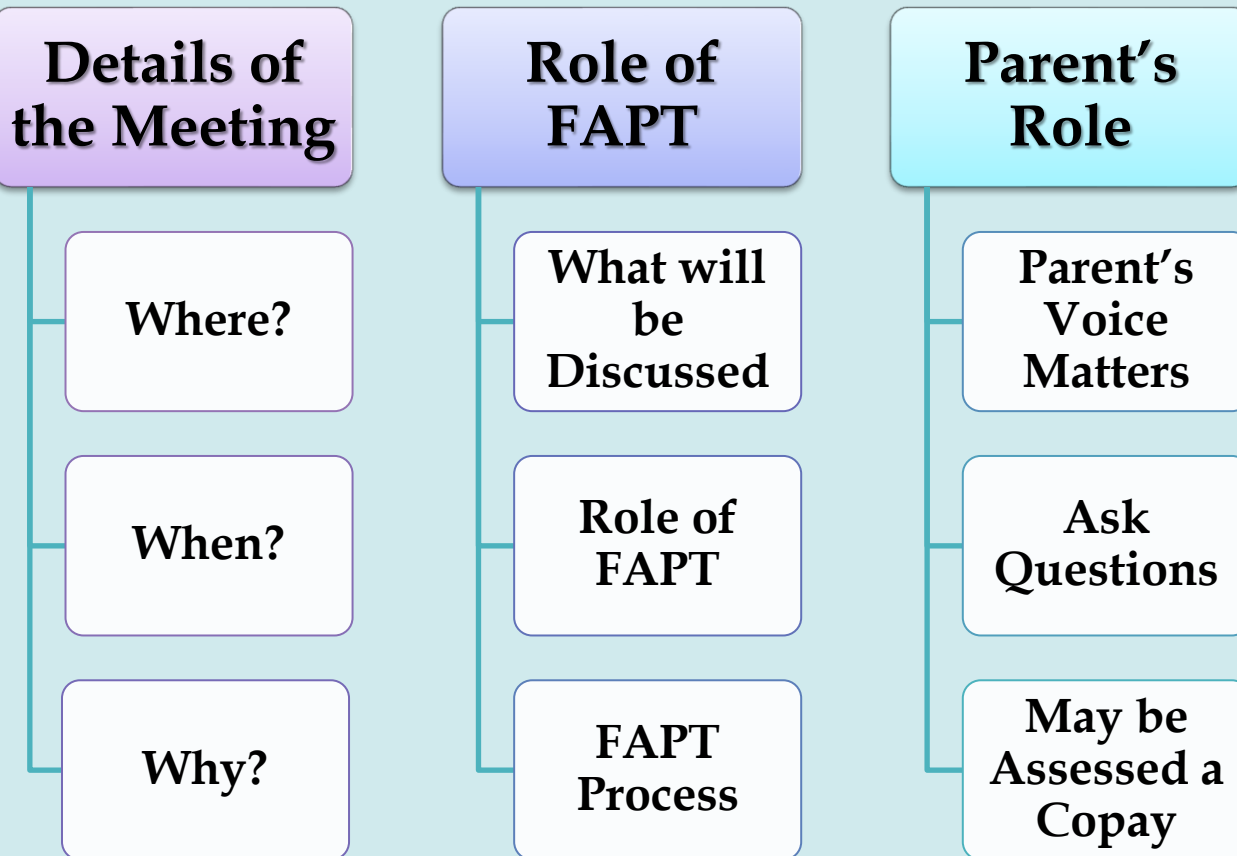 Details of
the Meeting
Where?
When?
Why?
Role of
FAPT
What will
be
Discussed
Role of
FAPT
FAPT
Process
Parent’s
Role
Parent’s
Voice
Matters
Ask
Questions
May be
Assessed a
Copay